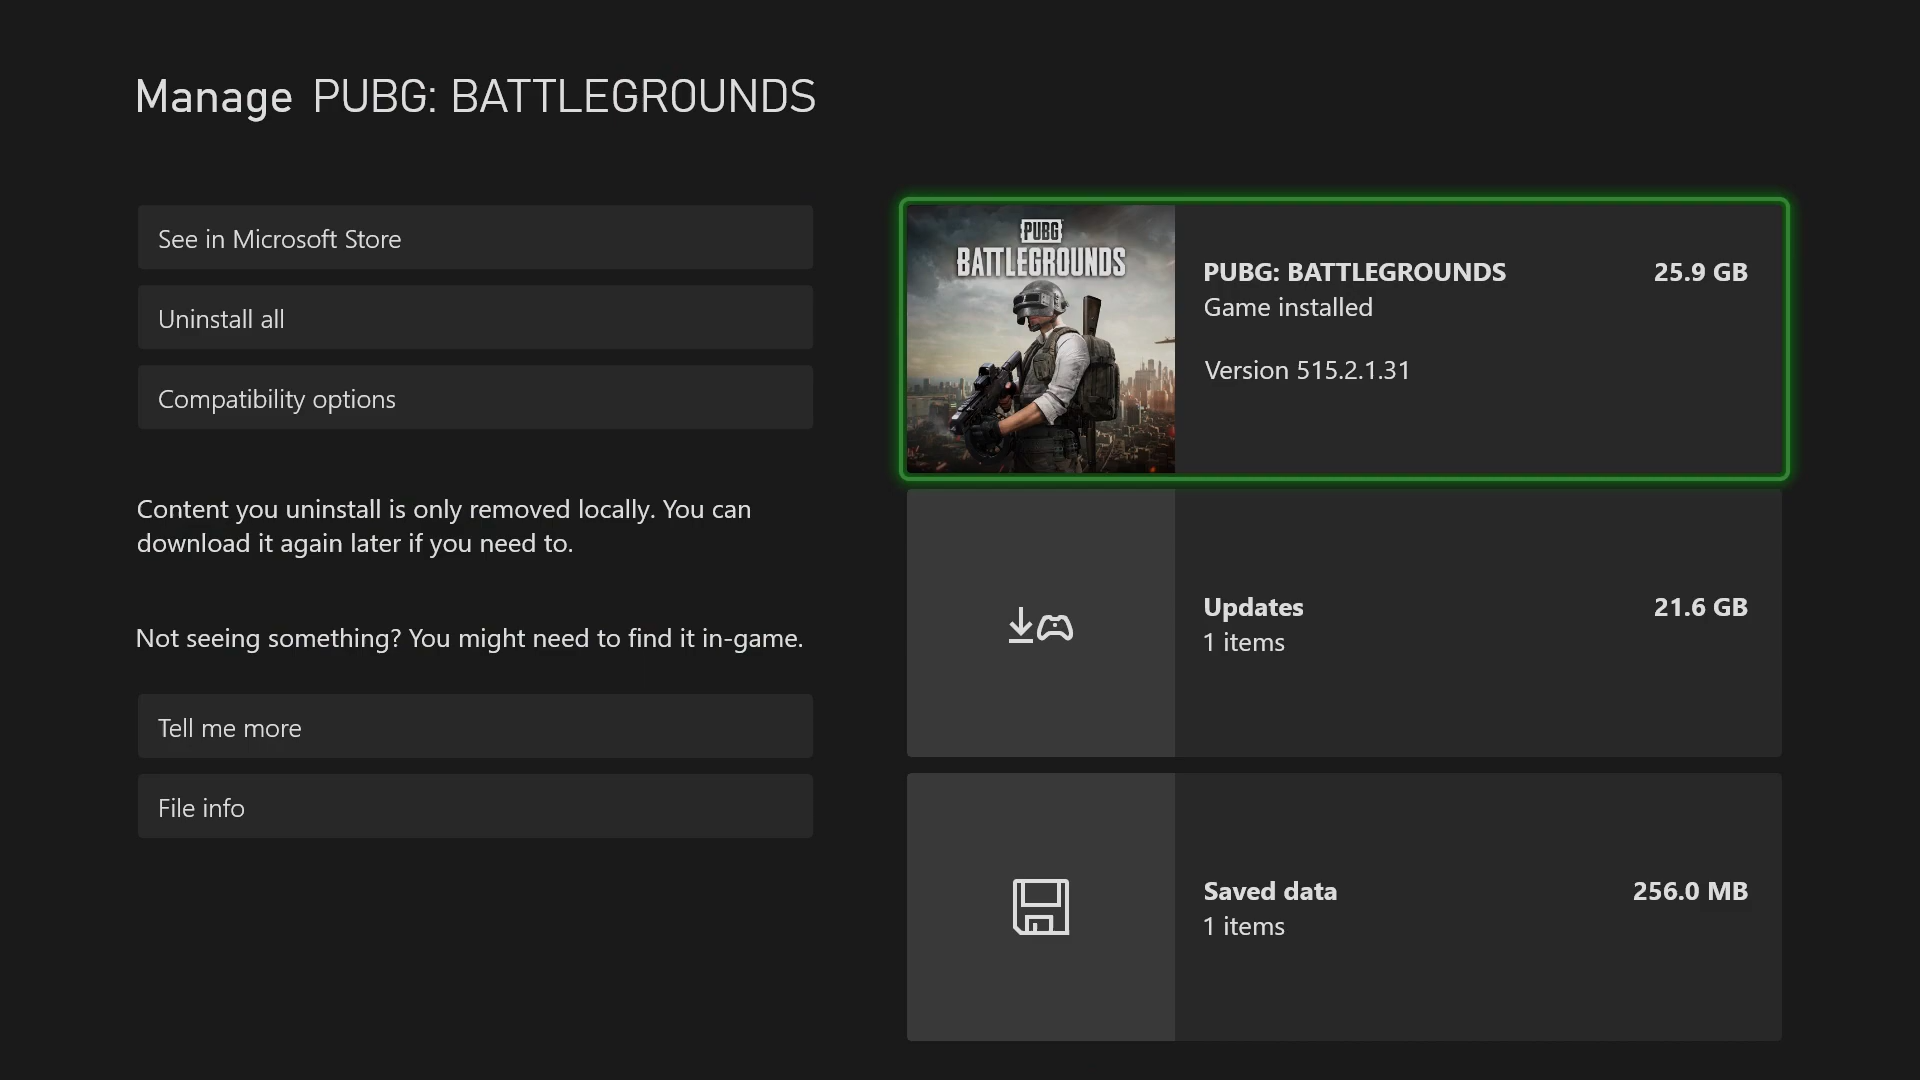 Manage PUBG: BATTLEGROUNDS
See in Microsoft Store
Uninstall all
Compatibility options
Content you uninstall is only removed locally. You can
download it again later if you need to.
Not seeing something? You might need to find it in-game.
Tell me more
File info
PUBG
BATTLEGROUNDS
PUBG: BATTLEGROUNDS 25.9 GB
Game installed
Version 515.2.1.31
Updates 21.6 GB
1 items
Saved data 256.0 MB
1 items